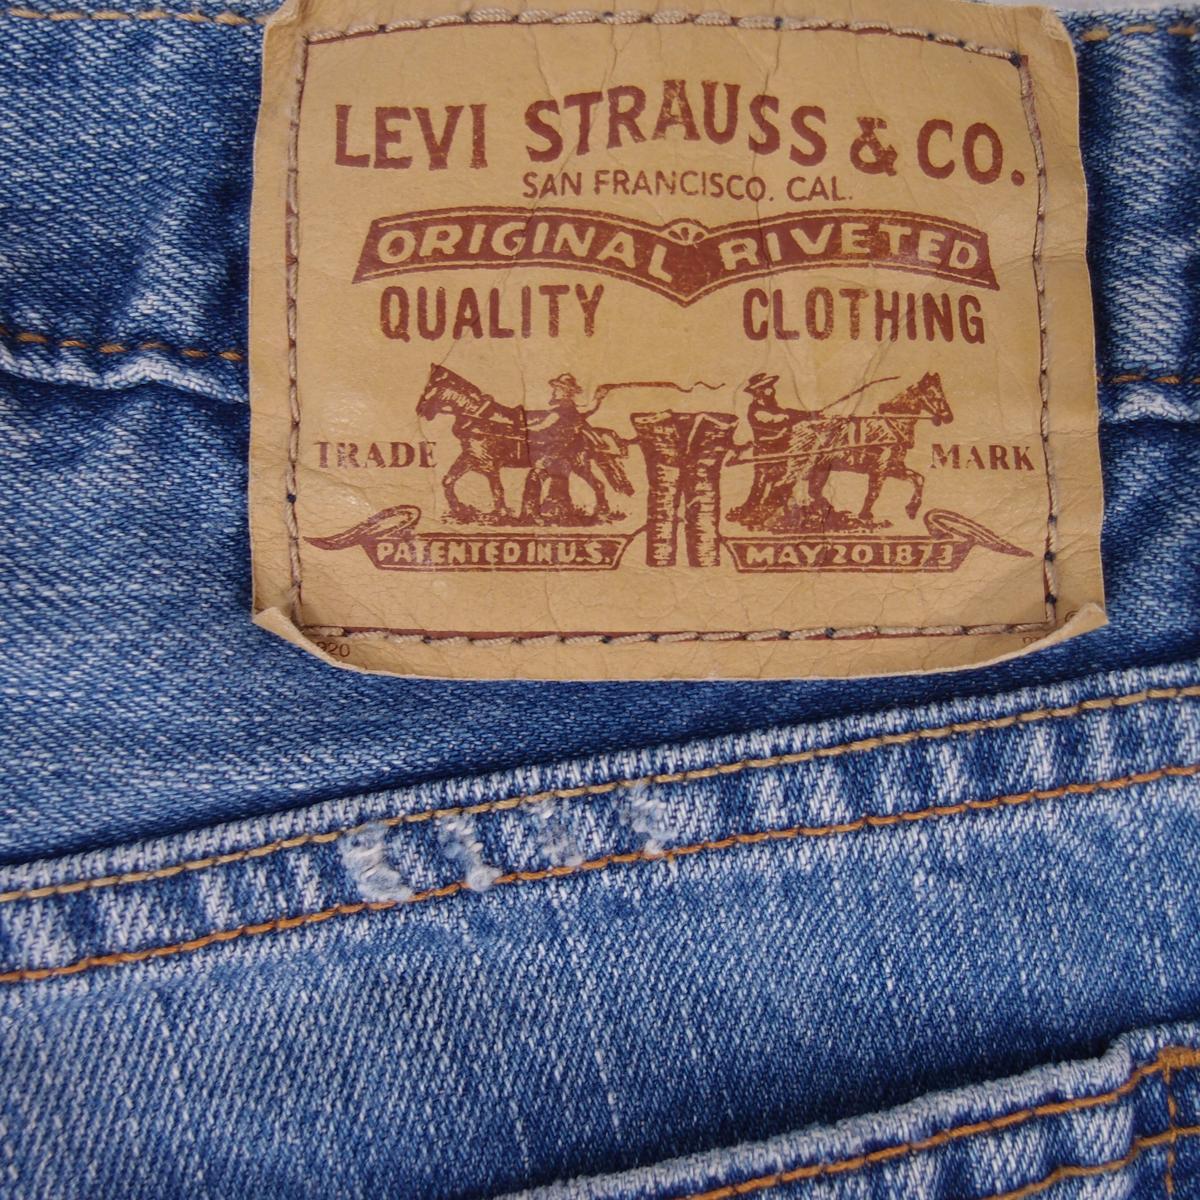 LEVI STRAUSS & CO.
SAN FRANCISCO. CAL.
ORIGINAL RIVETED
QUALITY CLOTHING
TRADE MARK
PATENTED IN U.S. MAY 20 1873